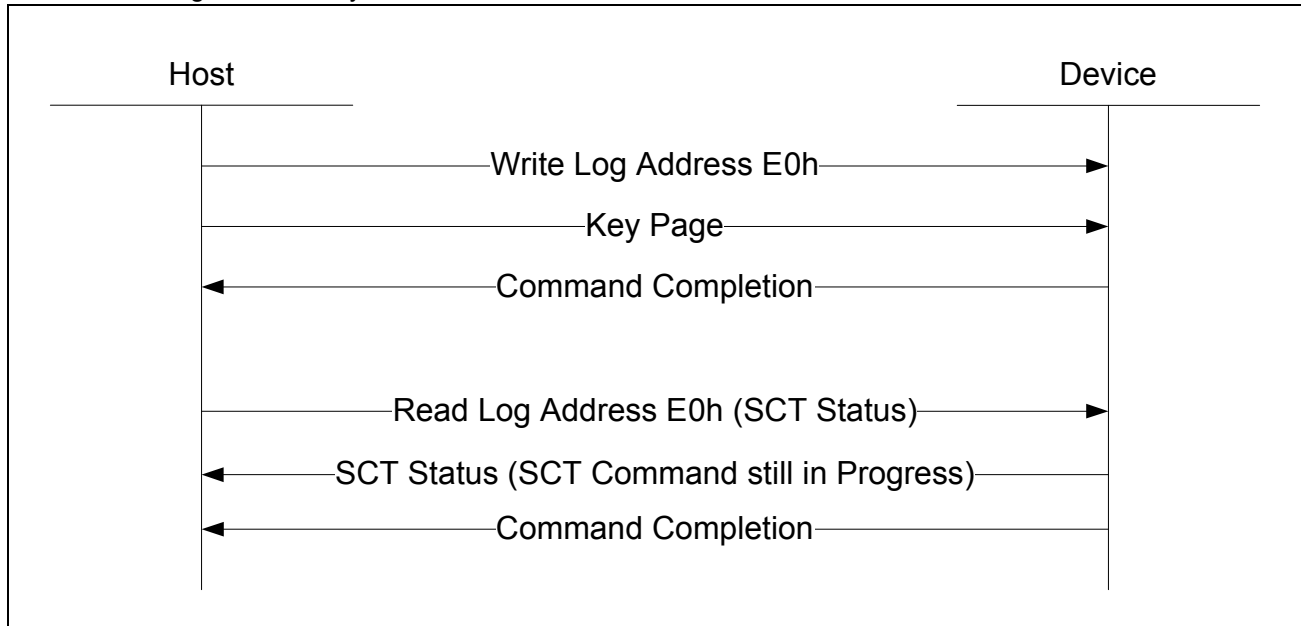 Host
Device
Write Log Address E0h
Key Page
Command Completion
Read Log Address E0h (SCT Status)
SCT Status (SCT Command still in Progress)
Command Completion